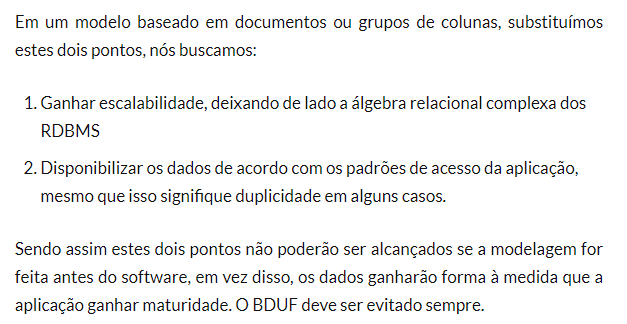 Em um modelo baseado em documentos ou grupos de colunas, substituímos
estes dois pontos, nós buscamos:
1. Ganhar escalabilidade, deixando de lado a álgebra relacional complexa dos
RDBMS
2. Disponibilizar os dados de acordo com os padrões de acesso da aplicação,
mesmo que isso signifique duplicidade em alguns casos.
Sendo assim estes dois pontos não poderão ser alcançados se a modelagem for
feita antes do software, em vez disso, os dados ganharão forma à medida que a
aplicação ganhar maturidade. O BDUF deve ser evitado sempre.